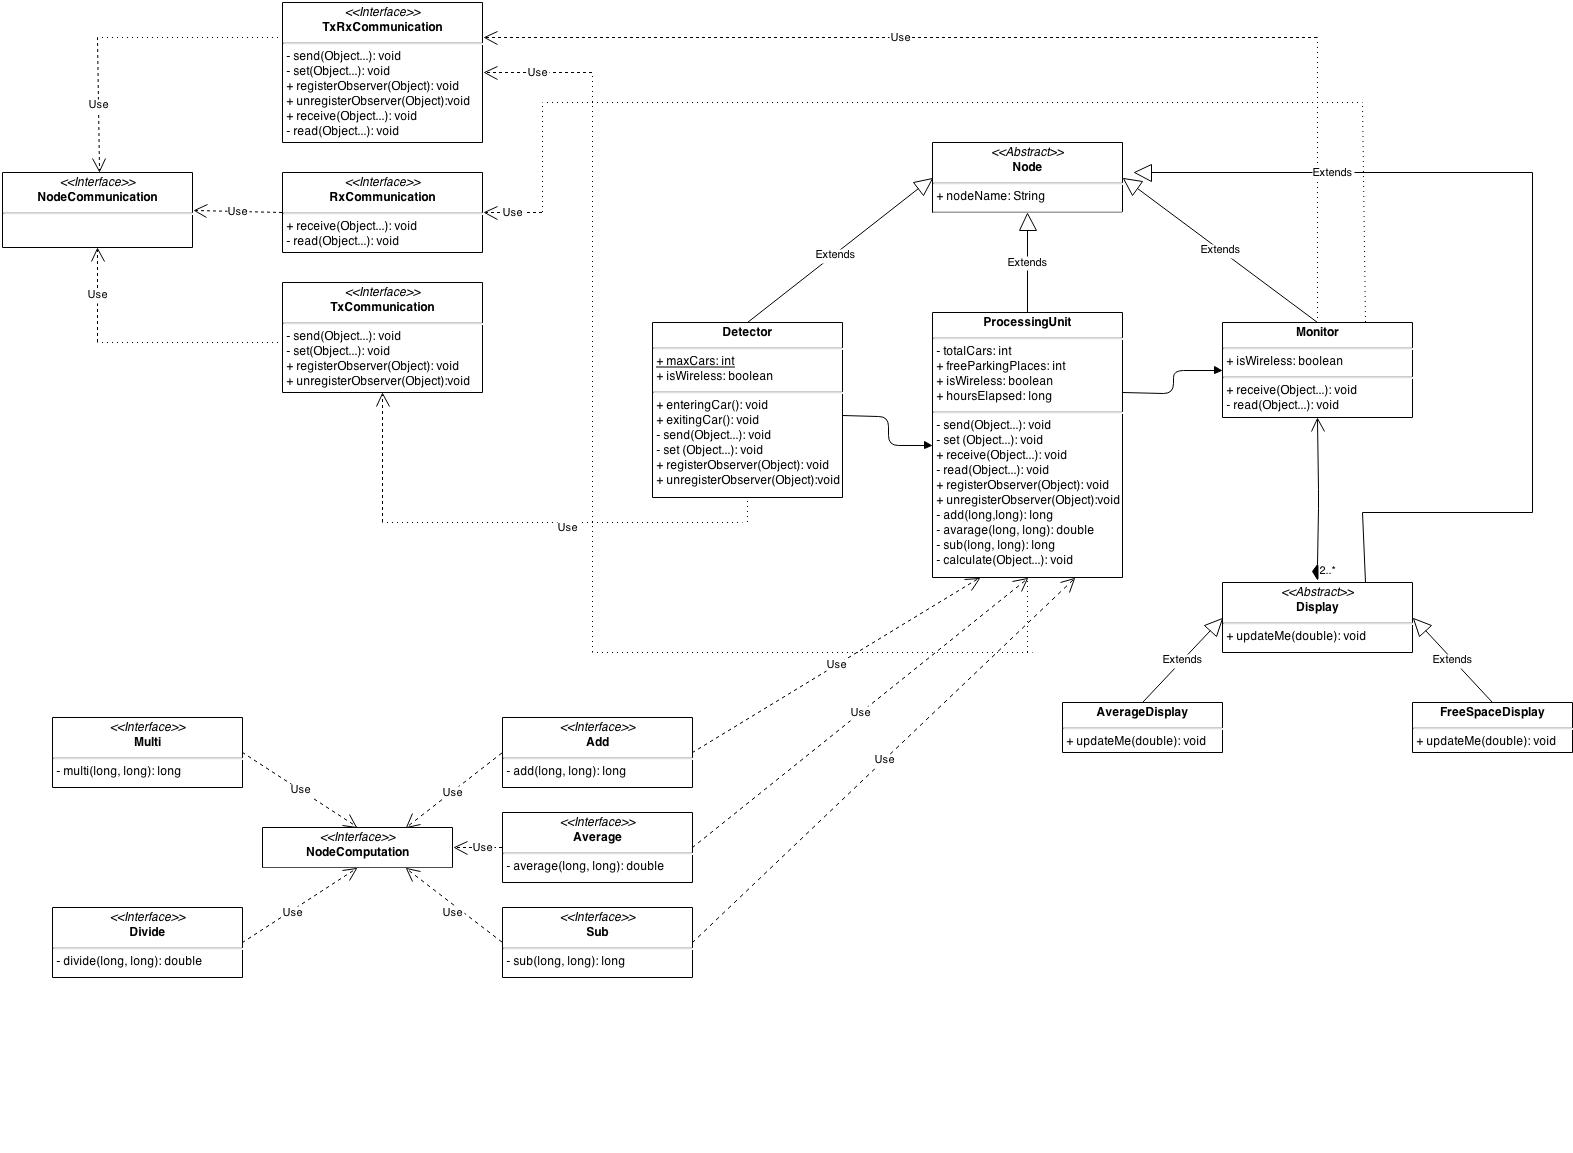 <<Interface>>
TxRxCommunication
- send(Object...): void
- set(Object...): void
+ registerObserver(Object): void
+ unregisterObserver(Object):void
+ receive(Object...): void
- read(Object...): void
Use
Use
Use
<<Interface>>
NodeCommunication
Use
<<Interface>>
RxCommunication
+ receive(Object...): void
- read(Object...): void
Use
Use
<<Interface>>
TxCommunication
- send(Object...): void
- set(Object...): void
+ registerObserver(Object): void
+ unregisterObserver(Object):void
Use
<<Abstract>>
Node
+ nodeName: String
Extends
Extends
Extends
Extends
Detector
+ maxCars: int
+ isWireless: boolean
+ enteringCar(): void
+ exitingCar(): void
- send(Object...): void
- set (Object...): void
+ registerObserver(Object): void
+ unregisterObserver(Object):void
ProcessingUnit
- totalCars: int
+ freeParkingPlaces: int
+ isWireless: boolean
+ hoursElapsed: long
- send(Object...): void
- set (Object...): void
+ receive(Object...): void
- read(Object...): void
+ registerObserver(Object): void
+ unregisterObserver(Object):void
- add(long,long): long
- avarage(long, long): double
- sub(long, long): long
- calculate(Object...): void
Monitor
+ isWireless: boolean
+ receive(Object...): void
- read(Object...): void
2..*
<<Abstract>>
Display
+ updateMe(double): void
Extends
Extends
AverageDisplay
+ updateMe(double): void
FreeSpaceDisplay
+ updateMe(double): void
Use
Use
Use
<<Interface>>
Multi
- multi(long, long): long
Use
<<Interface>>
Add
- add(long, long): long
Use
<<Interface>>
NodeComputation
Use
<<Interface>>
Average
- average(long, long): double
<<Interface>>
Divide
- divide(long, long): double
Use
Use
<<Interface>>
Sub
- sub(long, long): long